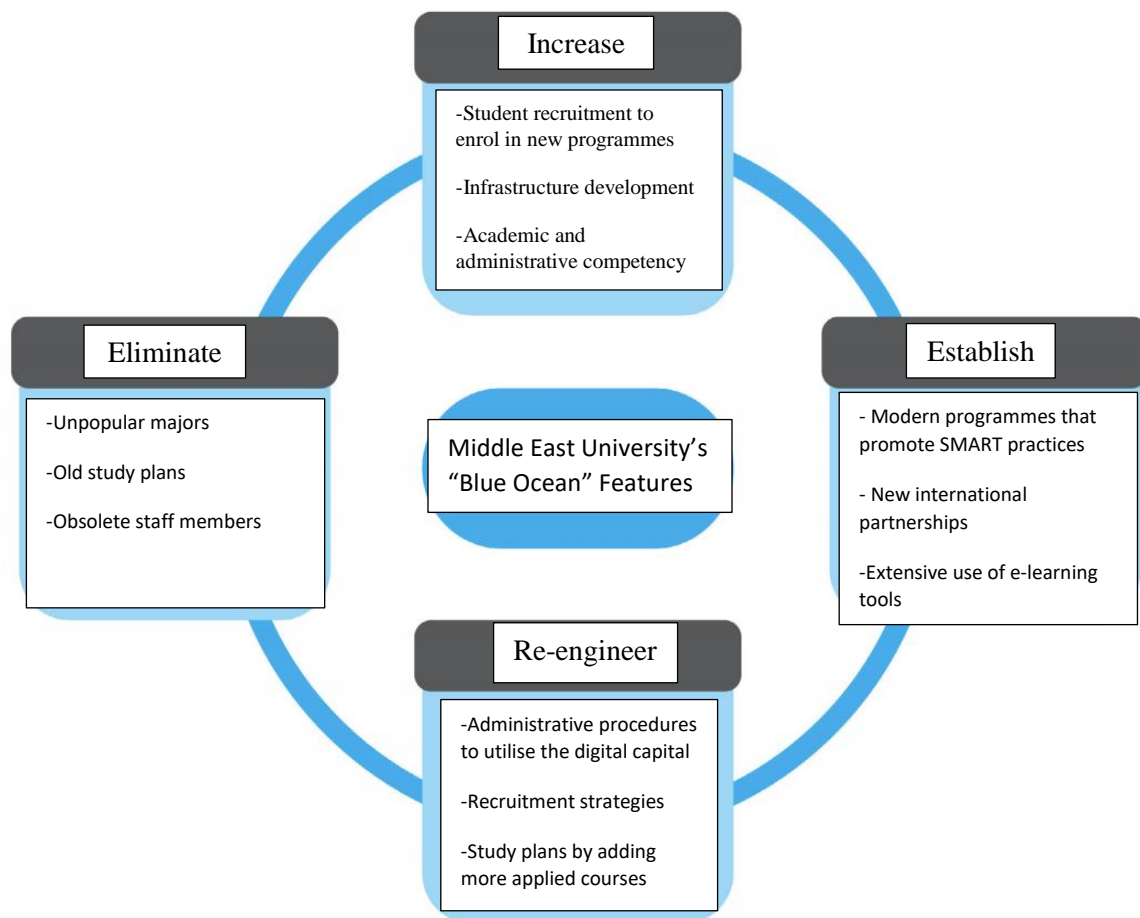 Increase
-Student recruitment to
enrol in new programmes
-Infrastructure development
-Academic and
administrative competency
Eliminate
-Unpopular majors
-Old study plans
-Obsolete staff members
Middle East University’s
“Blue Ocean” Features
Establish
- Modern programmes that
promote SMART practices
- New international
partnerships
-Extensive use of e-learning
tools
Re-engineer
-Administrative procedures
to utilise the digital capital
-Recruitment strategies
-Study plans by adding
more applied courses